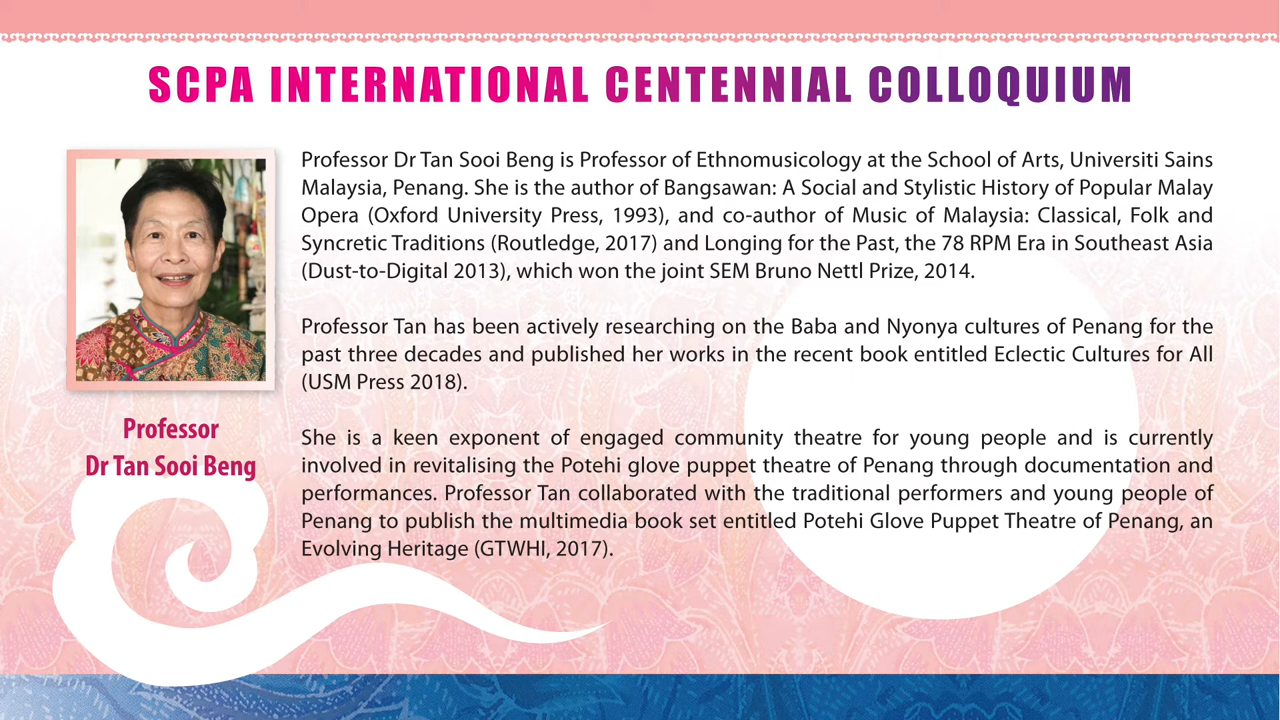 SCPA INTERNATIONAL CENTENNIAL COLLOQUIUM
Professor
Dr Tan Sooi Beng
Professor Dr Tan Sooi Beng is Professor of Ethnomusicology at the School of Arts, Universiti Sains
Malaysia, Penang. She is the author of Bangsawan: A Social and Stylistic History of Popular Malay
Opera (Oxford University Press, 1993), and co-author of Music of Malaysia: Classical, Folk and
Syncretic Traditions (Routledge, 2017) and Longing for the Past, the 78 RPM Era in Southeast Asia
(Dust-to-Digital 2013), which won the joint SEM Bruno Nettl Prize, 2014.
Professor Tan has been actively researching on the Baba and Nyonya cultures of Penang for the
past three decades and published her works in the recent book entitled Eclectic Cultures for All
(USM Press 2018).
She is a keen exponent of engaged community theatre for young people and is currently
involved in revitalising the Potehi glove puppet theatre of Penang through documentation and
performances. Professor Tan collaborated with the traditional performers and young people of
Penang to publish the multimedia book set entitled Potehi Glove Puppet Theatre of Penang, an
Evolving Heritage (GTWHI, 2017).